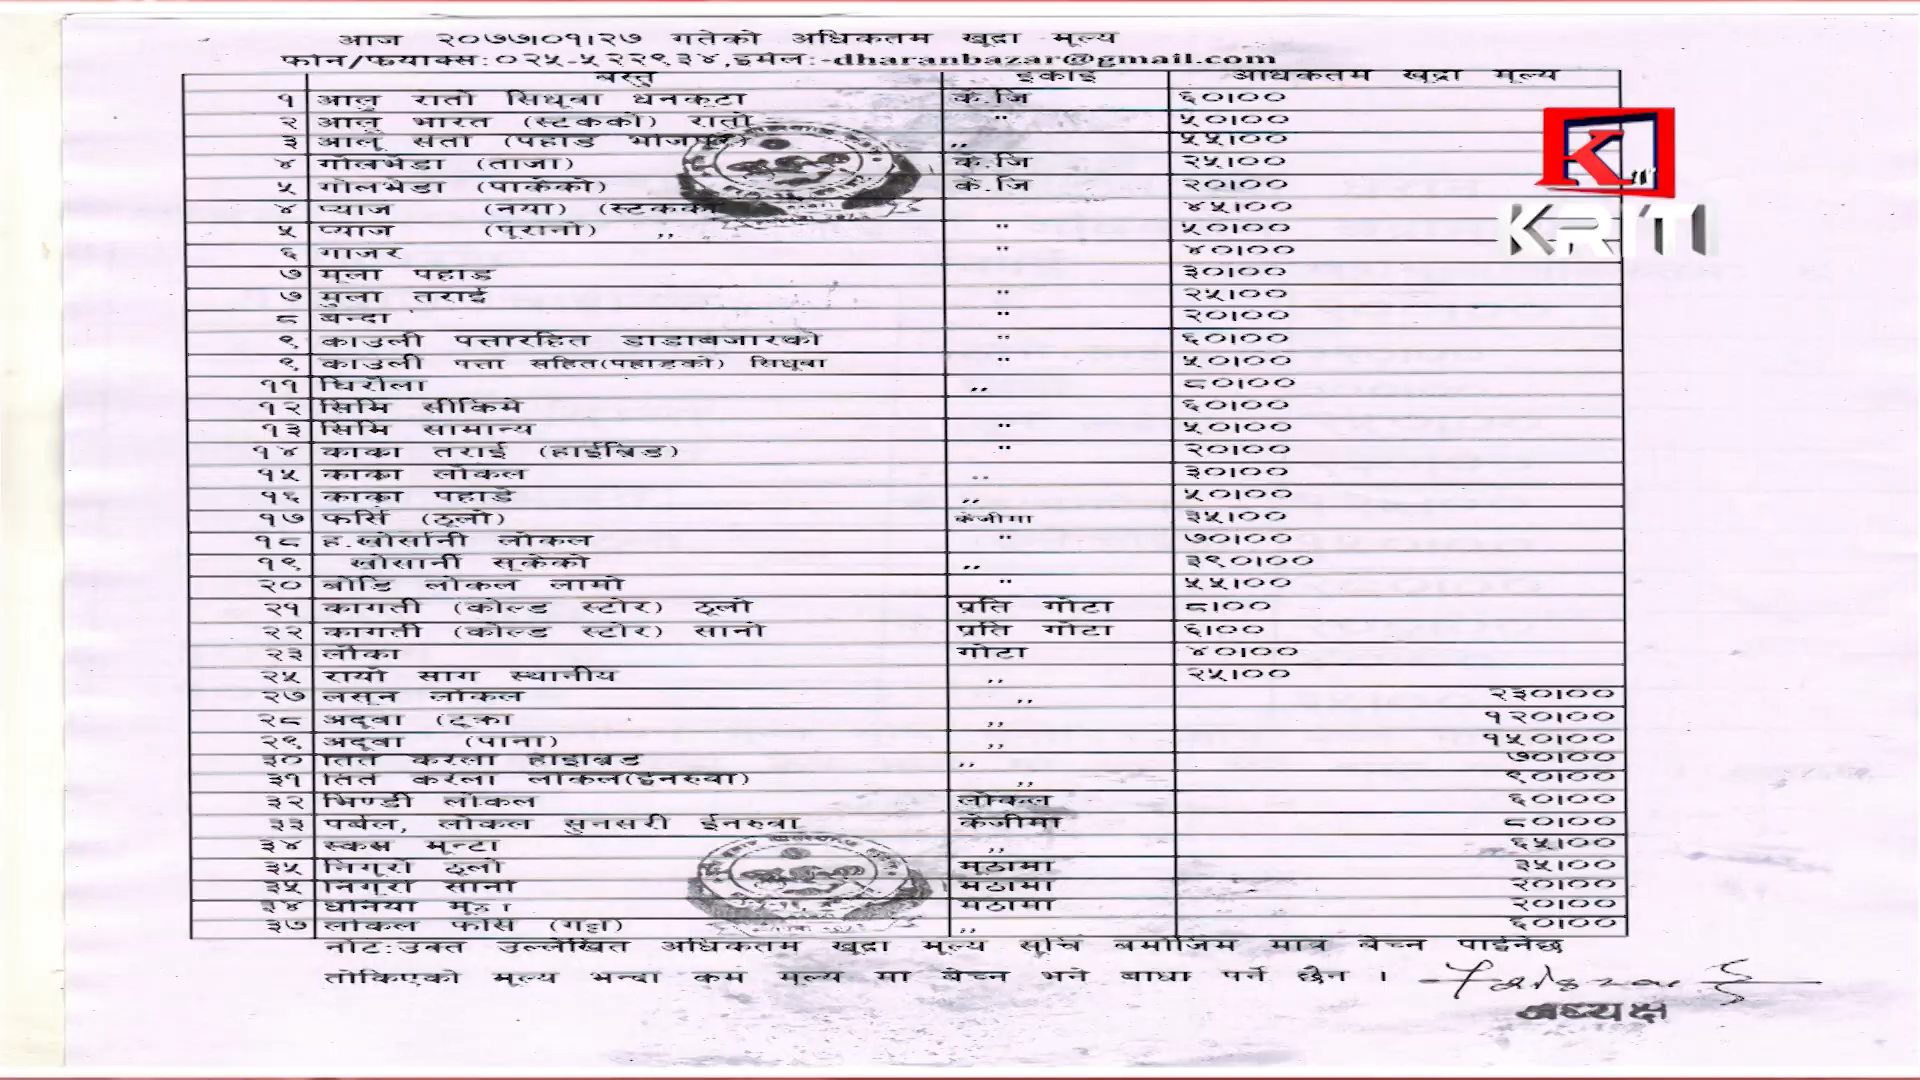 आज २०७७।०१।२७ गतेको अधिकतम खूद्रा मूल्य
फोन/फ्याक्स:०२५-५२२९३४,इमेल:-dharanbazar@gmail.com
बस्तु इकाई अधिकतम खूद्रा मूल्य
१ आलु रातो सिधूवा धनकूटा के.जि ६०।००
२ आलू भारत (स्टकको) रातो " ५०।००
३ आलू सेतो (पहाड भोजपूर) ,, ५५।००
४ गोलभेडा (ताजा) के.जि २५।००
५ गोलभेडा (पाकेको) के.जि २०।००
४ प्याज (नया) (स्टकको ४५।००
५ प्याज (पूरानो) ,, " ५०।००
६ गाजर " ४०।००
७ मूला पहाड ३०।००
७ मुला तराई " २५।००
८ बन्दा " २०।००
९ काउली पत्तारहित डाडाबजारको " ६०।००
९ काउली पत्ता सहित(पहाडको) सिधूवा " ५०।००
११ घिरौला ,, ८०।००
१२ सिमि सीकिमे ६०।००
१३ सिमि सामान्य " ५०।००
१४ काक्रा तराई (हाईब्रिड) " २०।००
१५ काक्रा लोकल ,, ३०।००
१६ काक्रा पहाडे ,, ५०।००
१७ फर्सि (ठूलो) केजीमा ३५।००
१८ ह.खोर्सानी लोकल " ७०।००
१९ खोर्सानी सूकेको ,, ३९०।००
२० बोडि लोकल लामो " ५५।००
२१ कागती (कोल्ड स्टोर) ठूलो प्रति गोटा ८।००
२२ कागती (कोल्ड स्टोर) सानो प्रति गोटा ६।००
२३ लौका गोटा ४०।००
२५ रायो साग स्थानीय ,, २५।००
२७ लसून लोकल ,, २३०।००
२८ अदूवा (टूक्रा ,, १२०।००
२९ अदूवा (पाना) ,, १५०।००
३० तिते करेला हाइब्रिड ,, ७०।००
३१ तिते करेला लोकल(ईनरुवा) ,, ९०।००
३२ भिण्डी लोकल लोकल ६०।००
३३ पर्बल, लोकल सुनसरी ईनरुवा केजीमा ८०।००
३४ स्कूस मून्टा ,, ६५।००
३५ निगूरो ठूलो मूठामा ३५।००
३५ निगूरो सानो मूठामा २०।००
३४ धनिया मूठा मूठामा २०।००
३७ लोकल फर्सि ,, ६०।००
नोट:उक्त उल्लेखित अधिकतम खूद्रा मूल्य सूचि बमोजिम मात्र बेच्न पाईनेछ
तोकिएको मूल्य भन्दा कम मूल्य मा बेच्न भने बाधा पर्ने छैन ।
अध्यक्ष
KRITI